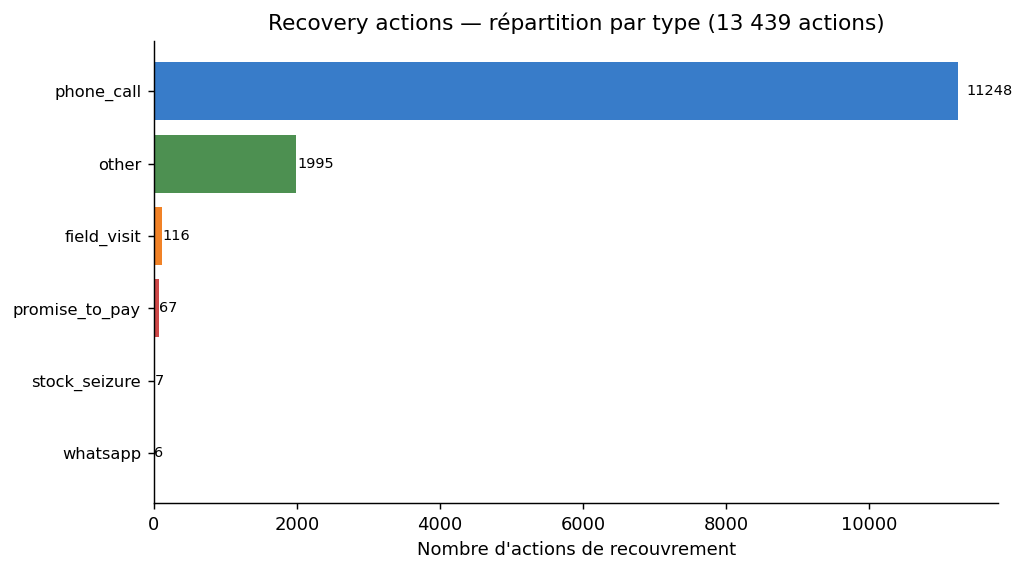 Recovery actions — répartition par type (13 439 actions)
phone_call
11248
other
1995
field_visit
116
promise_to_pay
67
stock_seizure
7
whatsapp
6
0 2000 4000 6000 8000 10000
Nombre d'actions de recouvrement